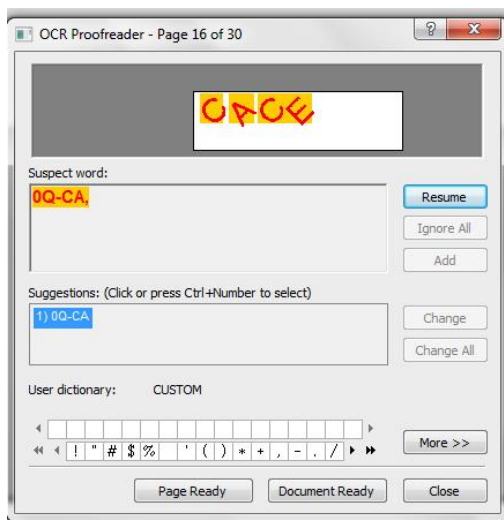 OCR Proofreader - Page 16 of 30
CACE
Suspect word:
0Q-CA,
Resume
Ignore All
Add
Suggestions: (Click or press Ctrl+Number to select)
1) 0Q-CA
Change
Change All
User dictionary: CUSTOM
! " # $ % ' ( ) * + , - . /
More >>
Page Ready Document Ready Close